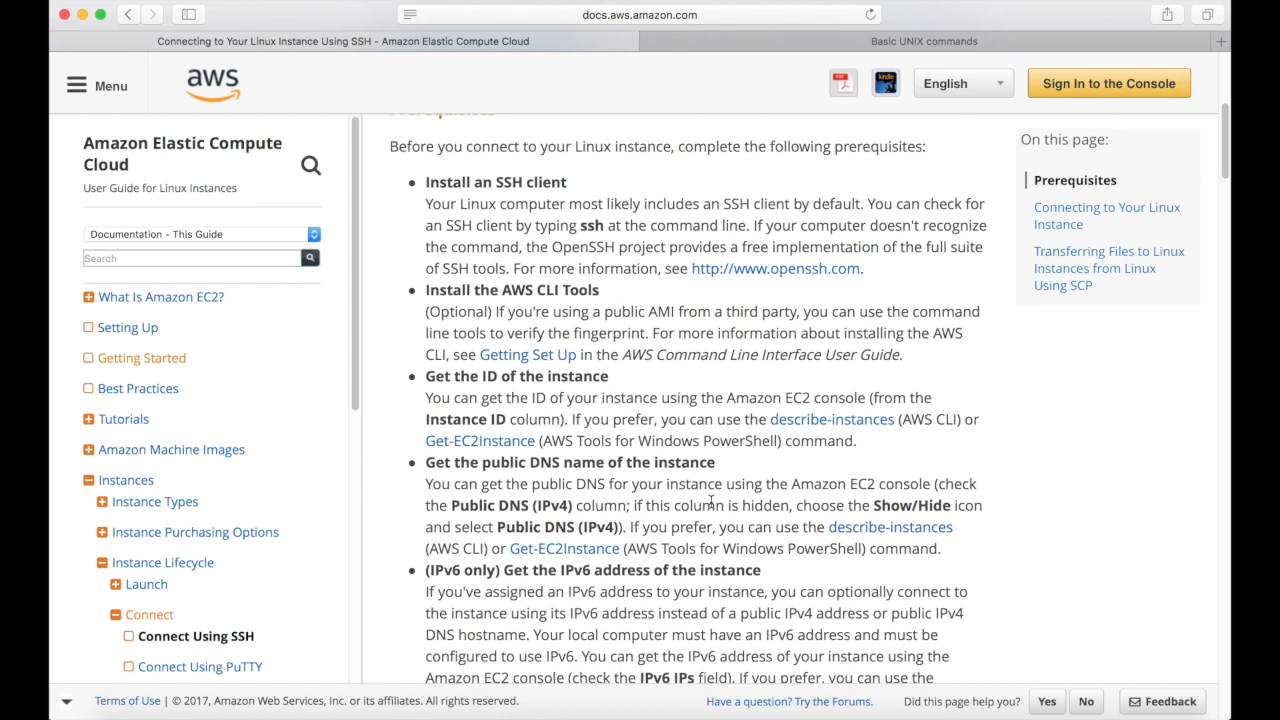 docs.aws.amazon.com
Connecting to Your Linux Instance Using SSH - Amazon Elastic Compute Cloud
Basic UNIX commands
Menu
aws
PDF
kindle
English
Sign In to the Console
Amazon Elastic Compute
Cloud
User Guide for Linux Instances
Documentation - This Guide
Search
What Is Amazon EC2?
Setting Up
Getting Started
Best Practices
Tutorials
Amazon Machine Images
Instances
Instance Types
Instance Purchasing Options
Instance Lifecycle
Launch
Connect
Connect Using SSH
Connect Using PuTTY
Prerequisites
Before you connect to your Linux instance, complete the following prerequisites:
• Install an SSH client
Your Linux computer most likely includes an SSH client by default. You can check for
an SSH client by typing ssh at the command line. If your computer doesn't recognize
the command, the OpenSSH project provides a free implementation of the full suite
of SSH tools. For more information, see http://www.openssh.com.
• Install the AWS CLI Tools
(Optional) If you're using a public AMI from a third party, you can use the command
line tools to verify the fingerprint. For more information about installing the AWS
CLI, see Getting Set Up in the AWS Command Line Interface User Guide.
• Get the ID of the instance
You can get the ID of your instance using the Amazon EC2 console (from the
Instance ID column). If you prefer, you can use the describe-instances (AWS CLI) or
Get-EC2Instance (AWS Tools for Windows PowerShell) command.
• Get the public DNS name of the instance
You can get the public DNS for your instance using the Amazon EC2 console (check
the Public DNS (IPv4) column; if this column is hidden, choose the Show/Hide icon
and select Public DNS (IPv4)). If you prefer, you can use the describe-instances
(AWS CLI) or Get-EC2Instance (AWS Tools for Windows PowerShell) command.
• (IPv6 only) Get the IPv6 address of the instance
If you've assigned an IPv6 address to your instance, you can optionally connect to
the instance using its IPv6 address instead of a public IPv4 address or public IPv4
DNS hostname. Your local computer must have an IPv6 address and must be
configured to use IPv6. You can get the IPv6 address of your instance using the
Amazon EC2 console (check the IPv6 IPs field). If you prefer, you can use the
On this page:
Prerequisites
Connecting to Your Linux
Instance
Transferring Files to Linux
Instances from Linux
Using SCP
Terms of Use | © 2017, Amazon Web Services, Inc. or its affiliates. All rights reserved.
Have a question? Try the Forums.
Did this page help you?
Yes
No
Feedback